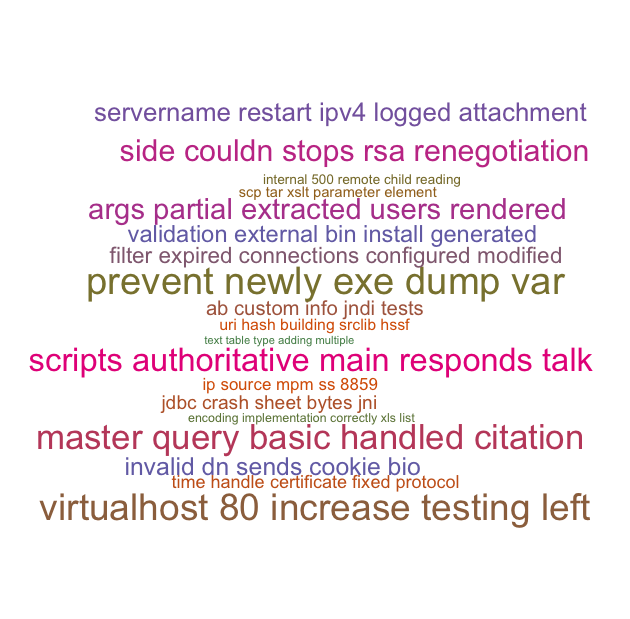 servername restart ipv4 logged attachment
side couldn stops rsa renegotiation
internal 500 remote child reading
scp tar xslt parameter element
args partial extracted users rendered
validation external bin install generated
filter expired connections configured modified
prevent newly exe dump var
ab custom info jndi tests
uri hash building srclib hssf
text table type adding multiple
scripts authoritative main responds talk
ip source mpm ss 8859
jdbc crash sheet bytes jni
encoding implementation correctly xls list
master query basic handled citation
invalid dn sends cookie bio
time handle certificate fixed protocol
virtualhost 80 increase testing left